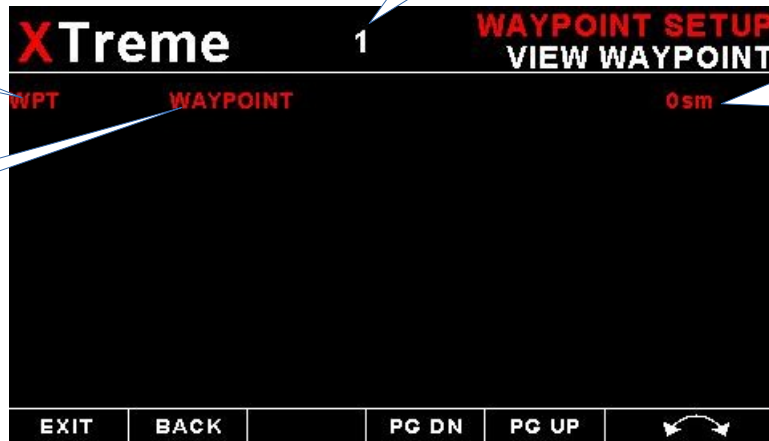 XTreme 1 WAYPOINT SETUP
VIEW WAYPOINT
WPT WAYPOINT 0sm
EXIT BACK PG DN PG UP